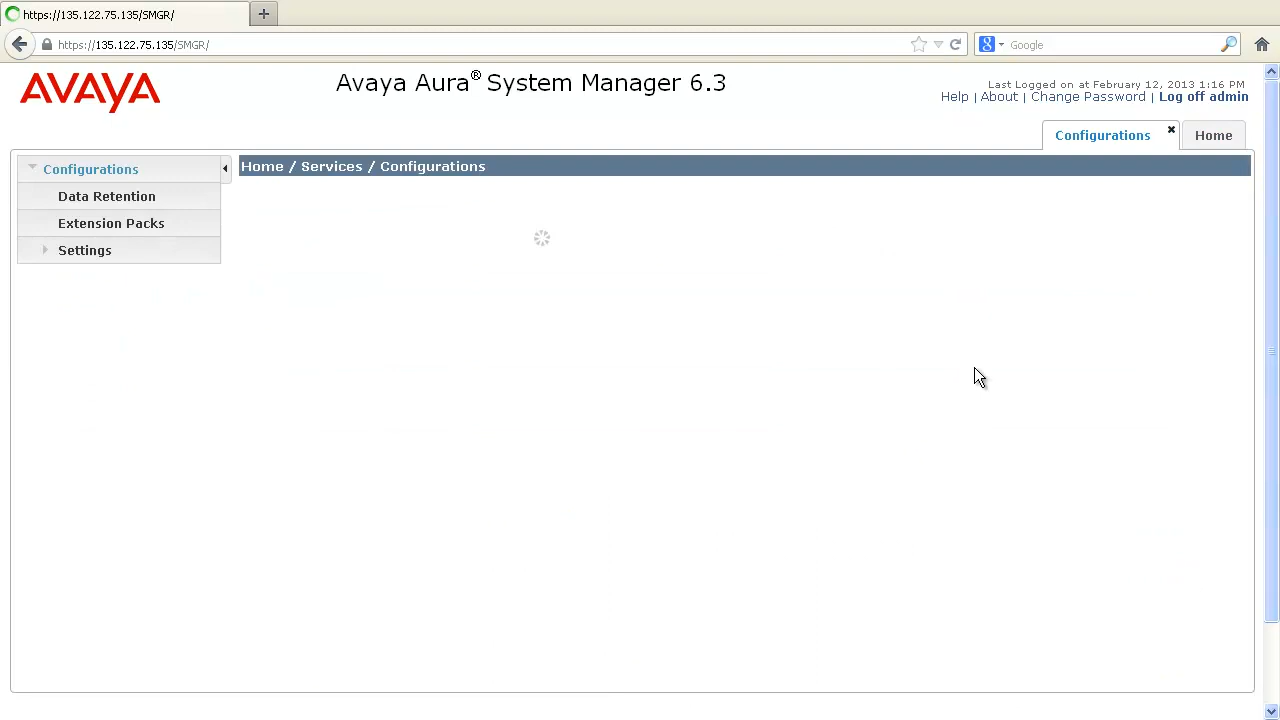 https://135.122.75.135/SMGR/
https://135.122.75.135/SMGR/
Google
AVAYA
Avaya Aura® System Manager 6.3
Last Logged on at February 12, 2013 1:16 PM
Help | About | Change Password | Log off admin
Configurations
Home
Configurations
Home / Services / Configurations
Data Retention
Extension Packs
Settings